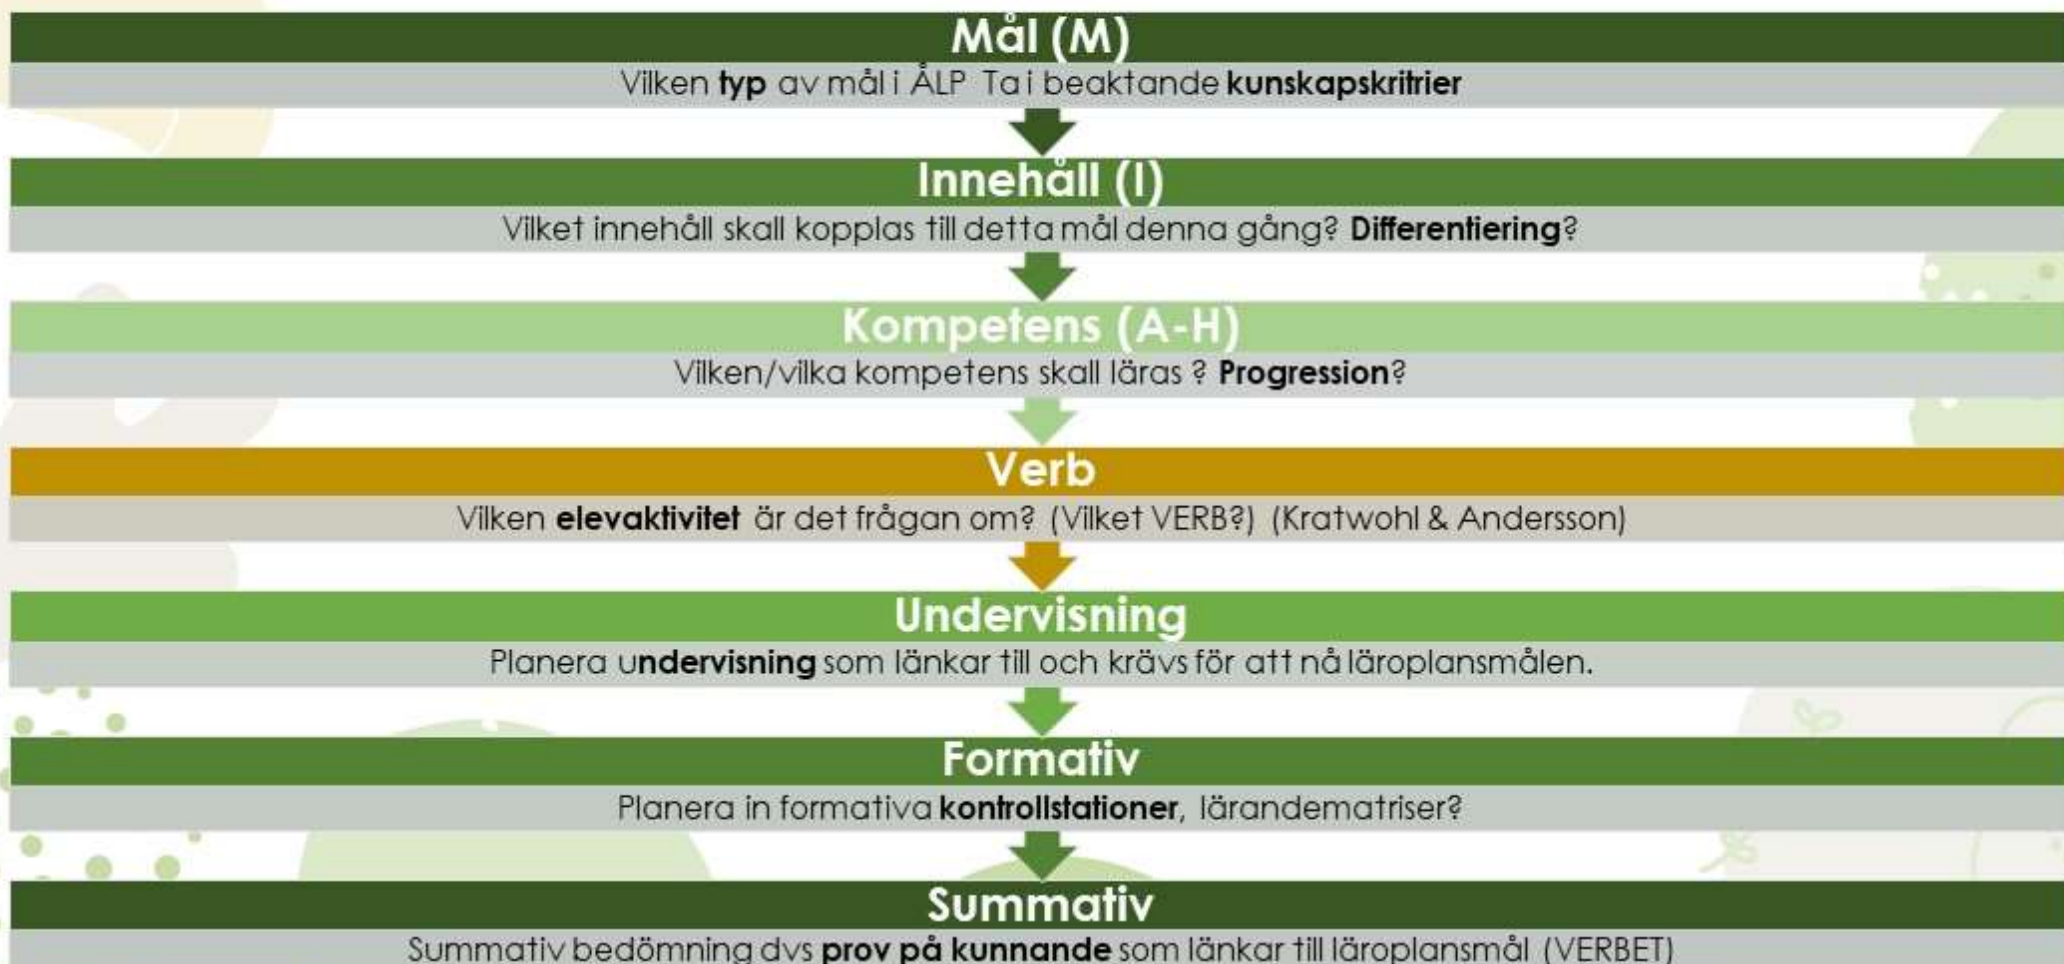 Mål (M)
Vilken typ av mål i ÅLP Ta i beaktande kunskapskritrier
Innehåll (I)
Vilket innehåll skall kopplas till detta mål denna gång? Differentiering?
Kompetens (A-H)
Vilken/vilka kompetens skall läras ? Progression?
Verb
Vilken elevaktivitet är det frågan om? (Vilket VERB?) (Kratwohl & Andersson)
Undervisning
Planera undervisning som länkar till och krävs för att nå läroplansmålen.
Formativ
Planera in formativa kontrollstationer, lärandematriser?
Summativ
Summativ bedömning dvs prov på kunnande som länkar till läroplansmål (VERBET)